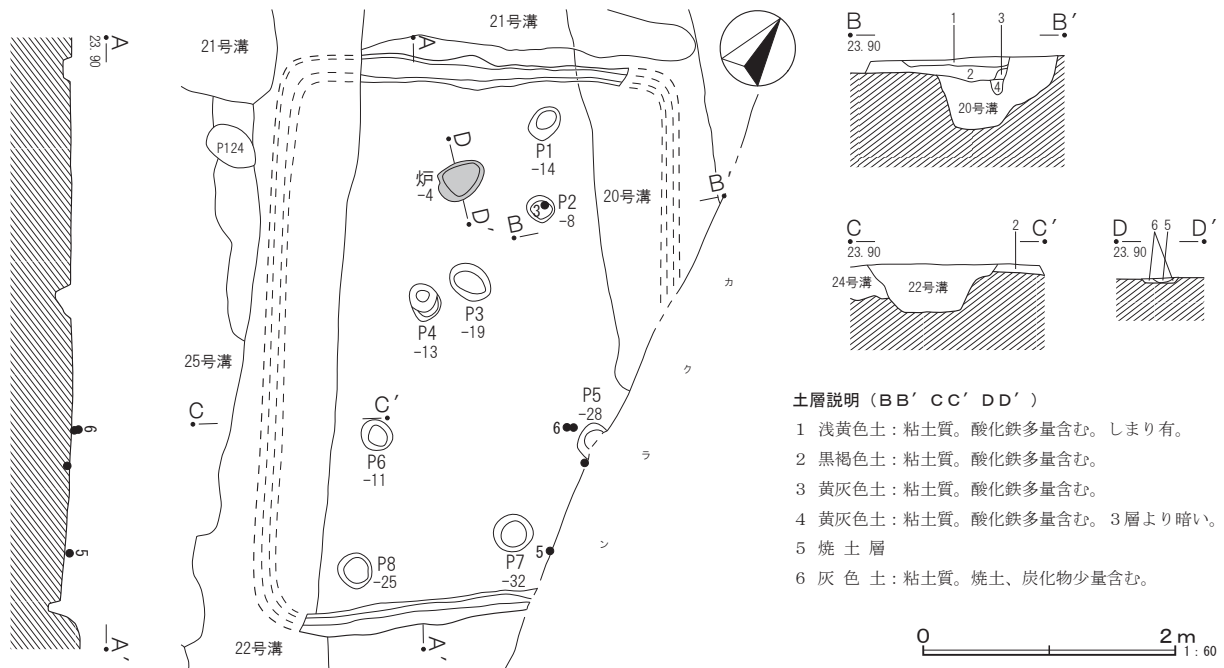 A
23.90
6
5
A'
21号溝
21号溝
A
P124
D
P1
-14
炉
-4
3
P2
-8
D'
B
20号溝
B'
P3
-19
P4
-13
カ
ク
ラ
ン
25号溝
C
C'
P5
-28
6
P6
-11
P7
-32
5
P8
-25
22号溝
A'
B
23.90
1
3
B'
2
4
20号溝
C
23.90
2
C'
24号溝
22号溝
D
23.90
6 5
D'
土層説明（BB′CC′DD′）
1 浅黄色土：粘土質。酸化鉄多量含む。しまり有。
2 黒褐色土：粘土質。酸化鉄多量含む。
3 黄灰色土：粘土質。酸化鉄多量含む。
4 黄灰色土：粘土質。酸化鉄多量含む。3層より暗い。
5 焼土層
6 灰色土：粘土質。焼土、炭化物少量含む。
0 2m
1:60